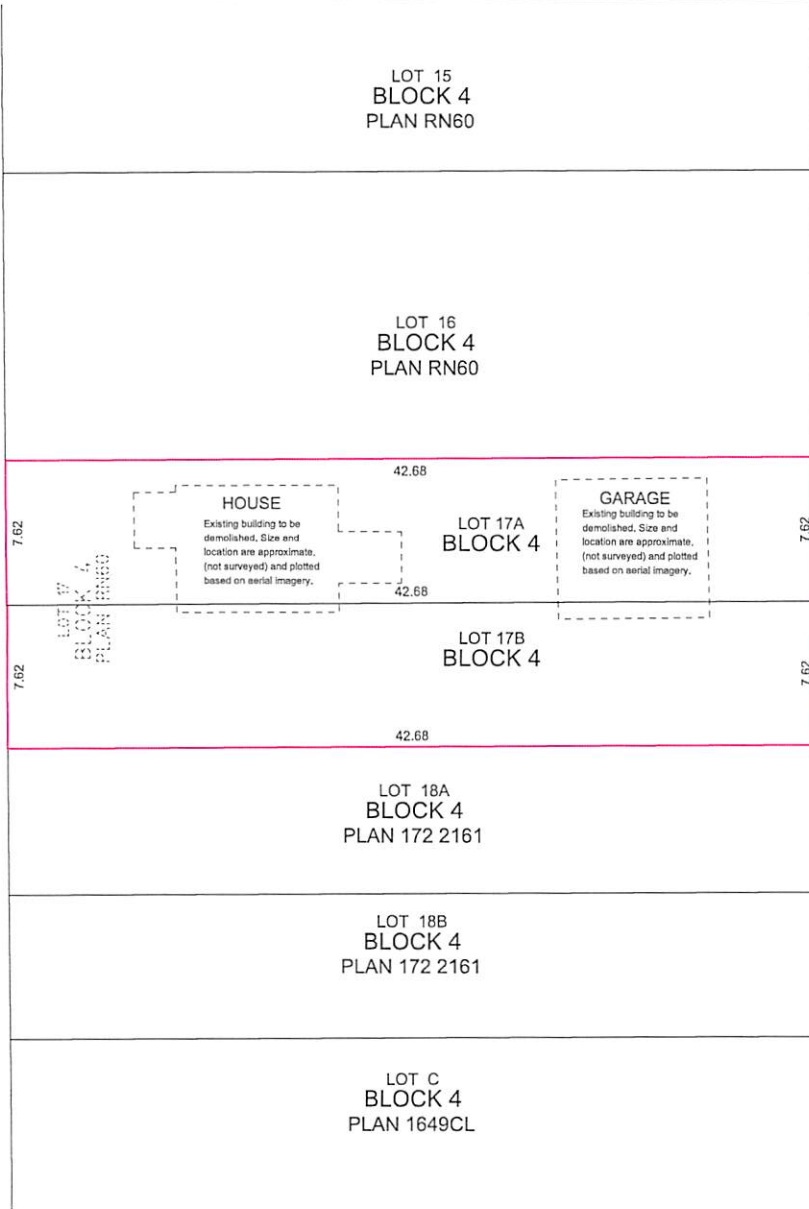 LOT 15
BLOCK 4
PLAN RN60
LOT 16
BLOCK 4
PLAN RN60
42.68
7.62
HOUSE
Existing building to be
demolished. Size and
location are approximate,
(not surveyed) and plotted
based on aerial imagery.
LOT 17A
BLOCK 4
GARAGE
Existing building to be
demolished. Size and
location are approximate,
(not surveyed) and plotted
based on aerial imagery.
7.62
42.68
LOT 17
BLOCK 4
PLAN RN60
7.62
LOT 17B
BLOCK 4
7.62
42.68
LOT 18A
BLOCK 4
PLAN 172 2161
LOT 18B
BLOCK 4
PLAN 172 2161
LOT C
BLOCK 4
PLAN 1649CL